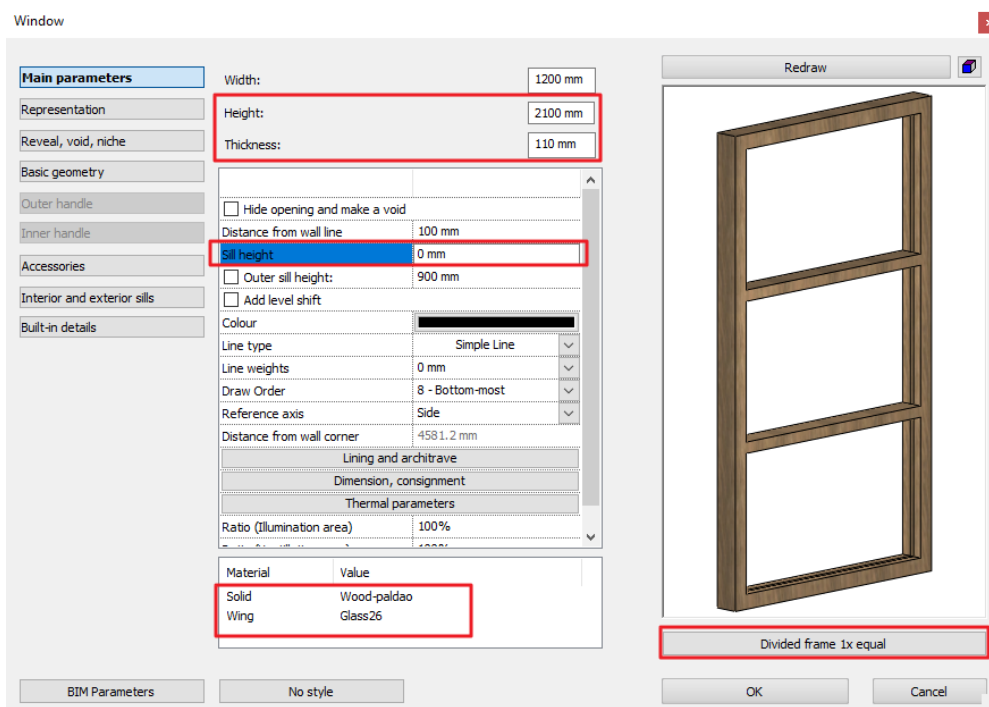 Window
Main parameters
Representation
Reveal, void, niche
Basic geometry
Outer handle
Inner handle
Accessories
Interior and exterior sills
Built-in details
BIM Parameters
Width: 1200 mm
Height: 2100 mm
Thickness: 110 mm
Hide opening and make a void
Distance from wall line 100 mm
Sill height 0 mm
Outer sill height: 900 mm
Add level shift
Colour
Line type Simple Line
Line weights 0 mm
Draw Order 8 - Bottom-most
Reference axis Side
Distance from wall corner 4581.2 mm
Lining and architrave
Dimension, consignment
Thermal parameters
Ratio (Illumination area) 100%
Material Value
Solid Wood-paldao
Wing Glass26
No style
Redraw
Divided frame 1x equal
OK Cancel